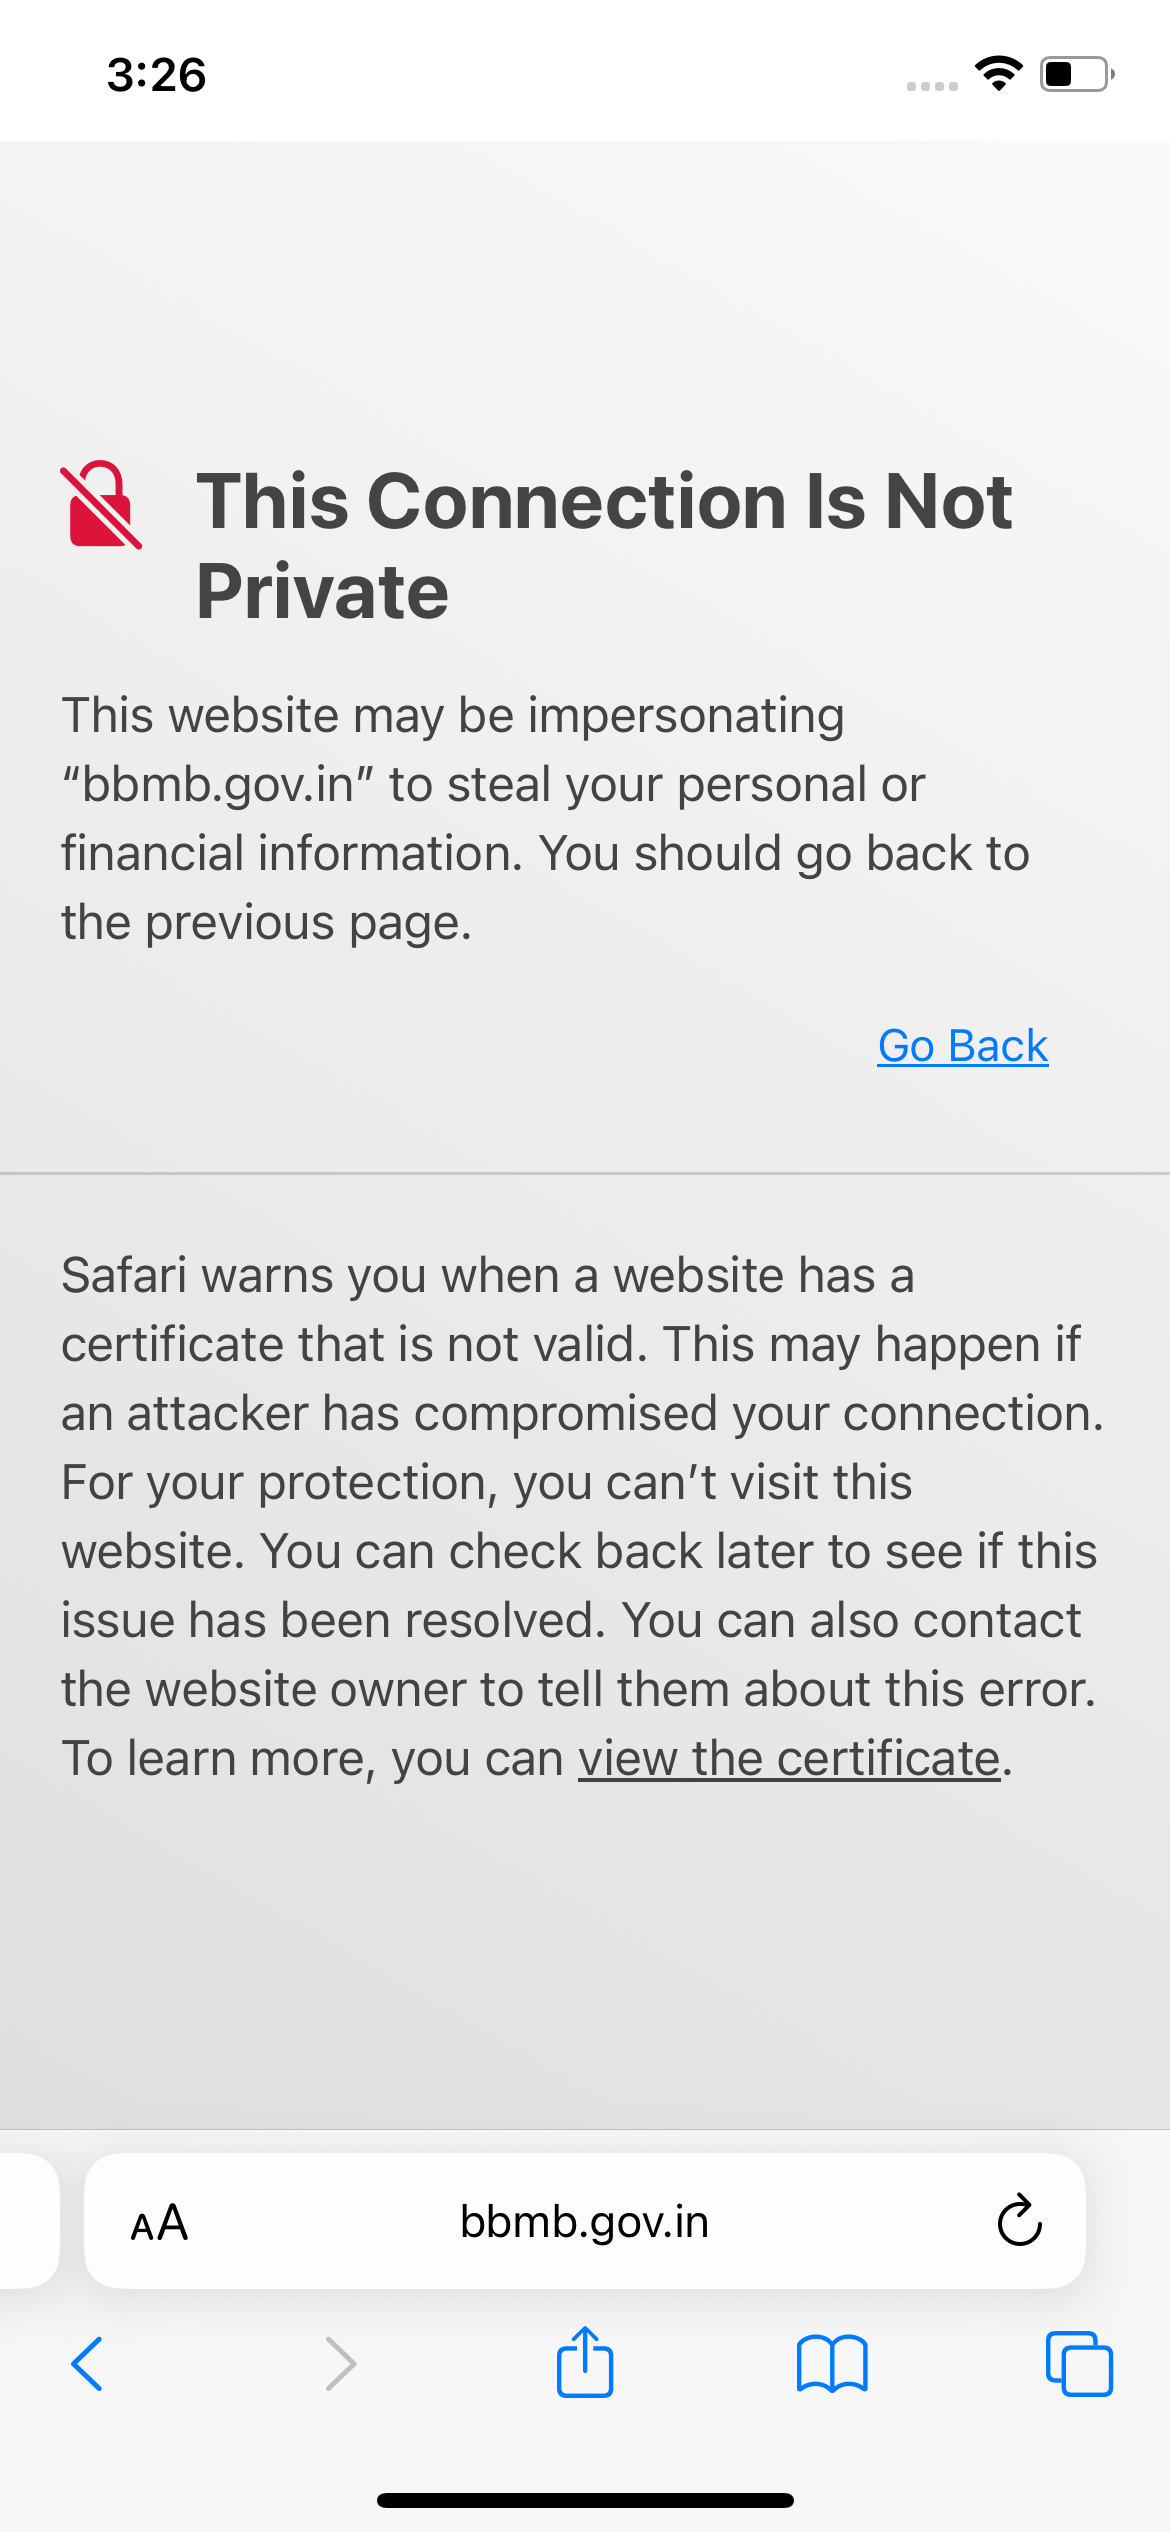 3:26
This Connection Is Not
Private
This website may be impersonating
“bbmb.gov.in” to steal your personal or
financial information. You should go back to
the previous page.
Go Back
Safari warns you when a website has a
certificate that is not valid. This may happen if
an attacker has compromised your connection.
For your protection, you can’t visit this
website. You can check back later to see if this
issue has been resolved. You can also contact
the website owner to tell them about this error.
To learn more, you can view the certificate.
AA bbmb.gov.in